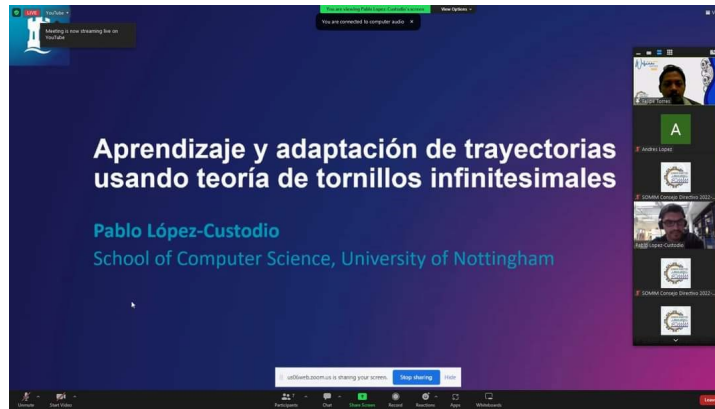 LIVE YouTube
You are viewing Pablo Lopez-Custodio's screen
View Options
Meeting is now streaming live on
YouTube
You are connected to computer audio
Aprendizaje y adaptación de trayectorias
usando teoría de tornillos infinitesimales
Pablo López-Custodio
School of Computer Science, University of Nottingham
Torres
A
Andres Lopez
SOMIM Consejo Directivo 2022-...
Pablo Lopez-Custodio
SOMIM Consejo Directivo 2022-...
us06web.zoom.us is sharing your screen.
Stop sharing
Hide
Unmute
Start Video
Participants
7
Chat
Share Screen
Record
Reactions
Apps
Whiteboards
Leave